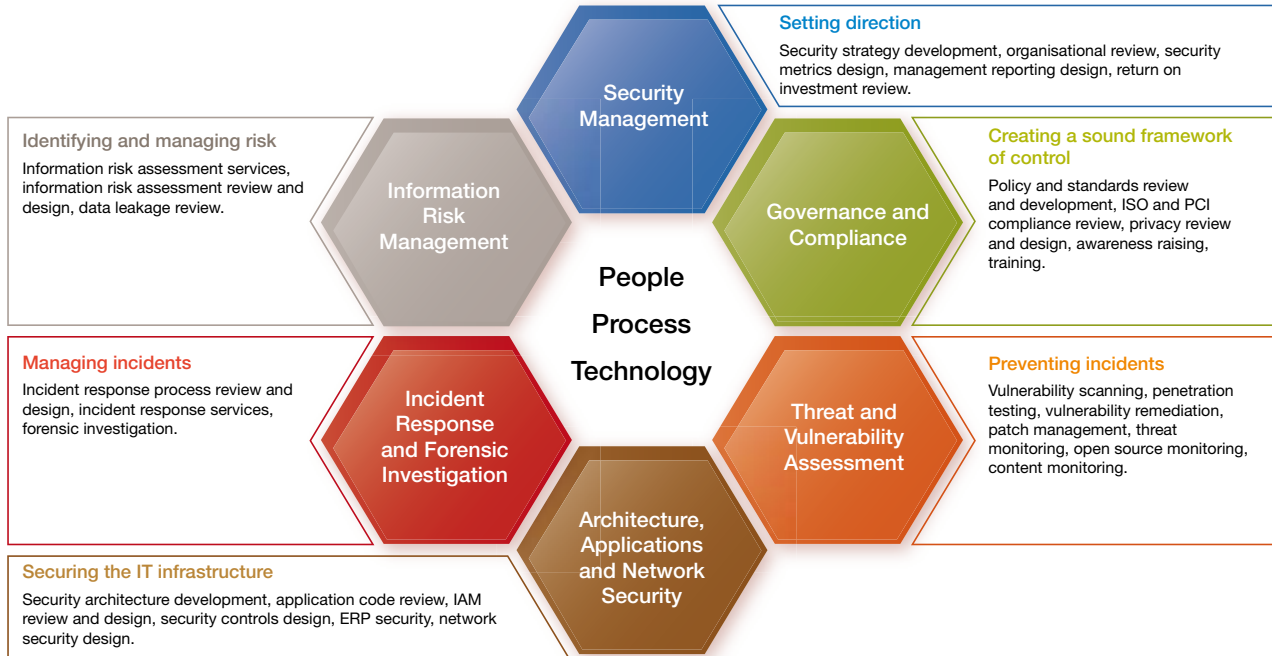 Setting direction
Security strategy development, organisational review, security
metrics design, management reporting design, return on
investment review.
Security
Management
Identifying and managing risk
Information risk assessment services,
information risk assessment review and
design, data leakage review.
Information
Risk
Management
Governance and
Compliance
Creating a sound framework
of control
Policy and standards review
and development, ISO and PCI
compliance review, privacy review
and design, awareness raising,
training.
People
Process
Technology
Managing incidents
Incident response process review and
design, incident response services,
forensic investigation.
Incident
Response
and Forensic
Investigation
Threat and
Vulnerability
Assessment
Preventing incidents
Vulnerability scanning, penetration
testing, vulnerability remediation,
patch management, threat
monitoring, open source monitoring,
content monitoring.
Architecture,
Applications
and Network
Security
Securing the IT infrastructure
Security architecture development, application code review, IAM
review and design, security controls design, ERP security, network
security design.